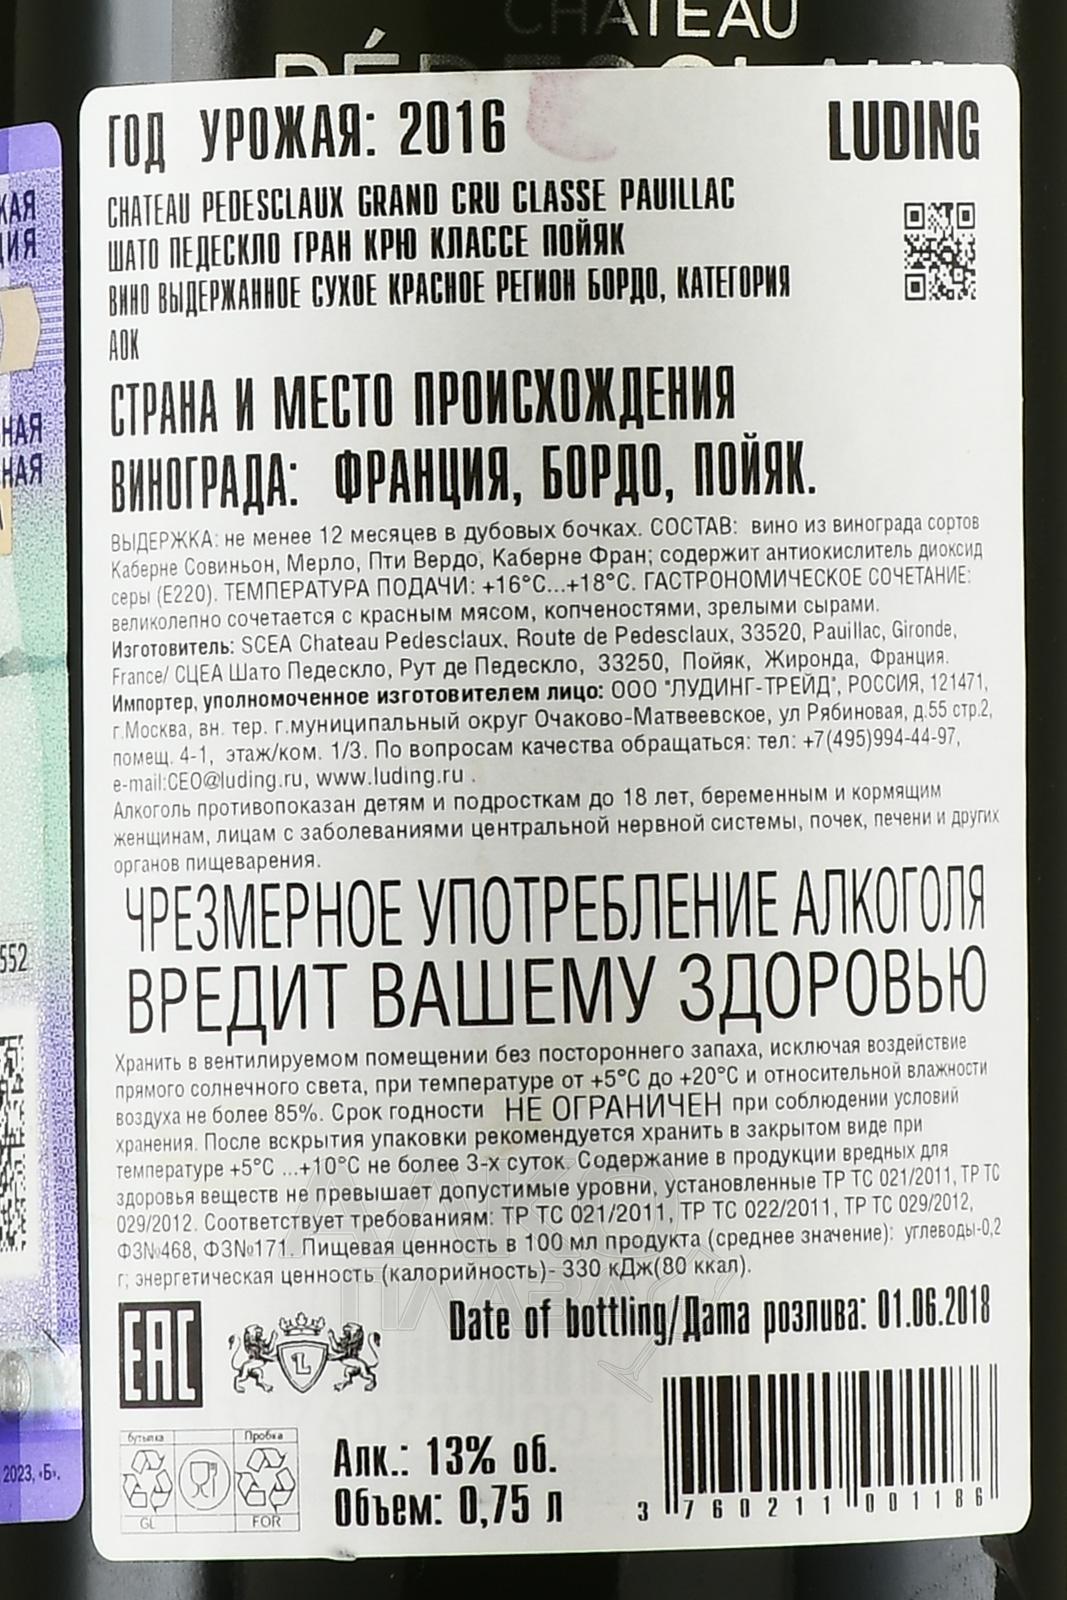 CHATEAU
ГОД УРОЖАЯ: 2016
LUDING
CHATEAU PEDESCLAUX GRAND CRU CLASSE PAUILLAC
ШАТО ПЕДЕСКЛО ГРАН КРЮ КЛАССЕ ПОЙЯК
ВИНО ВЫДЕРЖАННОЕ СУХОЕ КРАСНОЕ РЕГИОН БОРДО, КАТЕГОРИЯ
АОК
СТРАНА И МЕСТО ПРОИСХОЖДЕНИЯ
ВИНОГРАДА: ФРАНЦИЯ, БОРДО, ПОЙЯК.
ВЫДЕРЖКА: не менее 12 месяцев в дубовых бочках. СОСТАВ: вино из винограда сортов
Каберне Совиньон, Мерло, Пти Вердо, Каберне Фран; содержит антиокислитель диоксид
серы (Е220). ТЕМПЕРАТУРА ПОДАЧИ: +16°С...+18°С. ГАСТРОНОМИЧЕСКОЕ СОЧЕТАНИЕ:
великолепно сочетается с красным мясом, копченостями, зрелыми сырами.
Изготовитель: SCEA Chateau Pedesclaux, Route de Pedesclaux, 33520, Pauillac, Gironde,
France/ СЦЕА Шато Педескло, Рут де Педескло, 33250, Пойяк, Жиронда, Франция.
Импортер, уполномоченное изготовителем лицо: ООО "ЛУДИНГ-ТРЕЙД", РОССИЯ, 121471,
г.Москва, вн. тер. г.муниципальный округ Очаково-Матвеевское, ул Рябиновая, д.55 стр.2,
помещ. 4-1, этаж/ком. 1/3. По вопросам качества обращаться: тел: +7(495)994-44-97,
e-mail:CEO@luding.ru, www.luding.ru .
Алкоголь противопоказан детям и подросткам до 18 лет, беременным и кормящим
женщинам, лицам с заболеваниями центральной нервной системы, почек, печени и других
органов пищеварения.
ЧРЕЗМЕРНОЕ УПОТРЕБЛЕНИЕ АЛКОГОЛЯ
ВРЕДИТ ВАШЕМУ ЗДОРОВЬЮ
Хранить в вентилируемом помещении без постороннего запаха, исключая воздействие
прямого солнечного света, при температуре от +5°С до +20°С и относительной влажности
воздуха не более 85%. Срок годности НЕ ОГРАНИЧЕН при соблюдении условий
хранения. После вскрытия упаковки рекомендуется хранить в закрытом виде при
температуре +5°С ...+10°С не более 3-х суток. Содержание в продукции вредных для
здоровья веществ не превышает допустимые уровни, установленные ТР ТС 021/2011, ТР ТС
029/2012. Соответствует требованиям: ТР ТС 021/2011, ТР ТС 022/2011, ТР ТС 029/2012,
ФЗ№468, ФЗ№171. Пищевая ценность в 100 мл продукта (среднее значение): углеводы-0,2
г; энергетическая ценность (калорийность)- 330 кДж(80 ккал).
EAC
L
Date of bottling/Дата розлива: 01.06.2018
бутылка Пробка
GL FOR
Алк.: 13% об.
Объем: 0,75 л
3 760211 001186
552
2023, «Б».